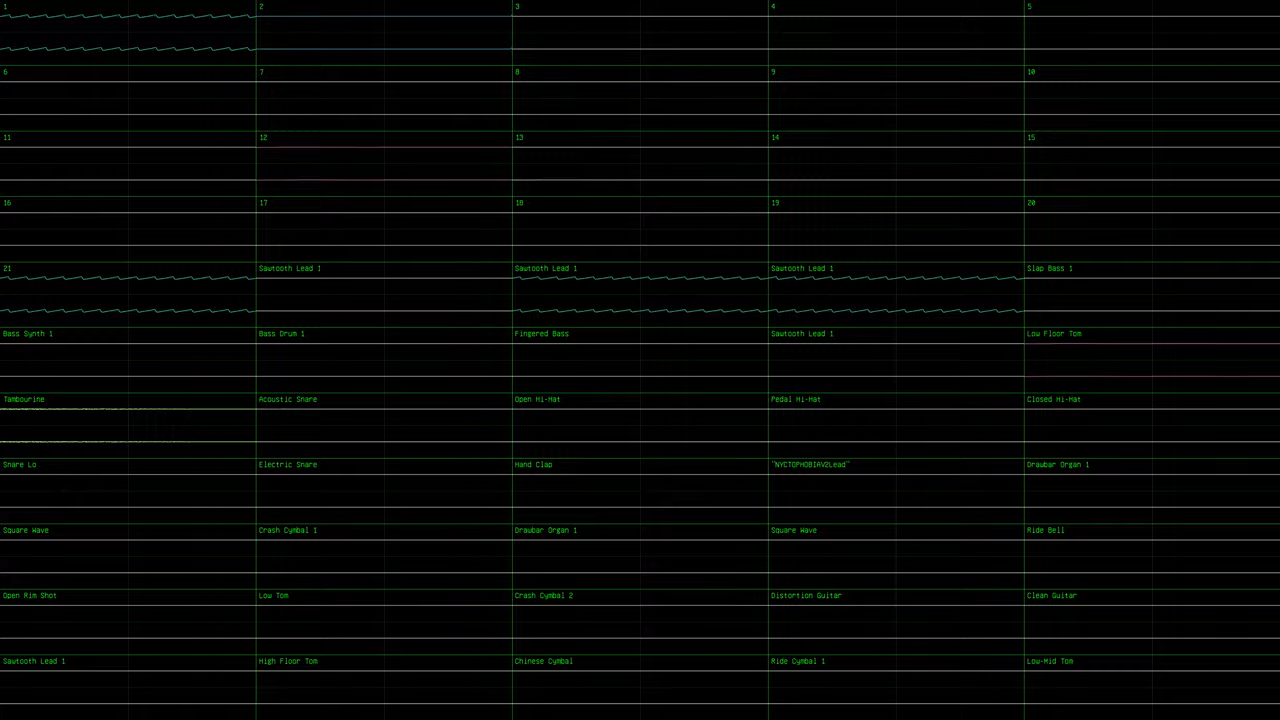 1 2 3 4 5
6 7 8 9 10
11 12 13 14 15
16 17 18 19 20
21 Sawtooth Lead 1 Sawtooth Lead 1 Sawtooth Lead 1 Slap Bass 1
Bass Synth 1 Bass Drum 1 Fingered Bass Sawtooth Lead 1 Low Floor Tom
Tambourine Acoustic Snare Open Hi-Hat Pedal Hi-Hat Closed Hi-Hat
Snare Lo Electric Snare Hand Clap "NYCTOPHOBIAV2Lead" Drawbar Organ 1
Square Wave Crash Cymbal 1 Drawbar Organ 1 Square Wave Ride Bell
Open Rim Shot Low Tom Crash Cymbal 2 Distortion Guitar Clean Guitar
Sawtooth Lead 1 High Floor Tom Chinese Cymbal Ride Cymbal 1 Low-Mid Tom